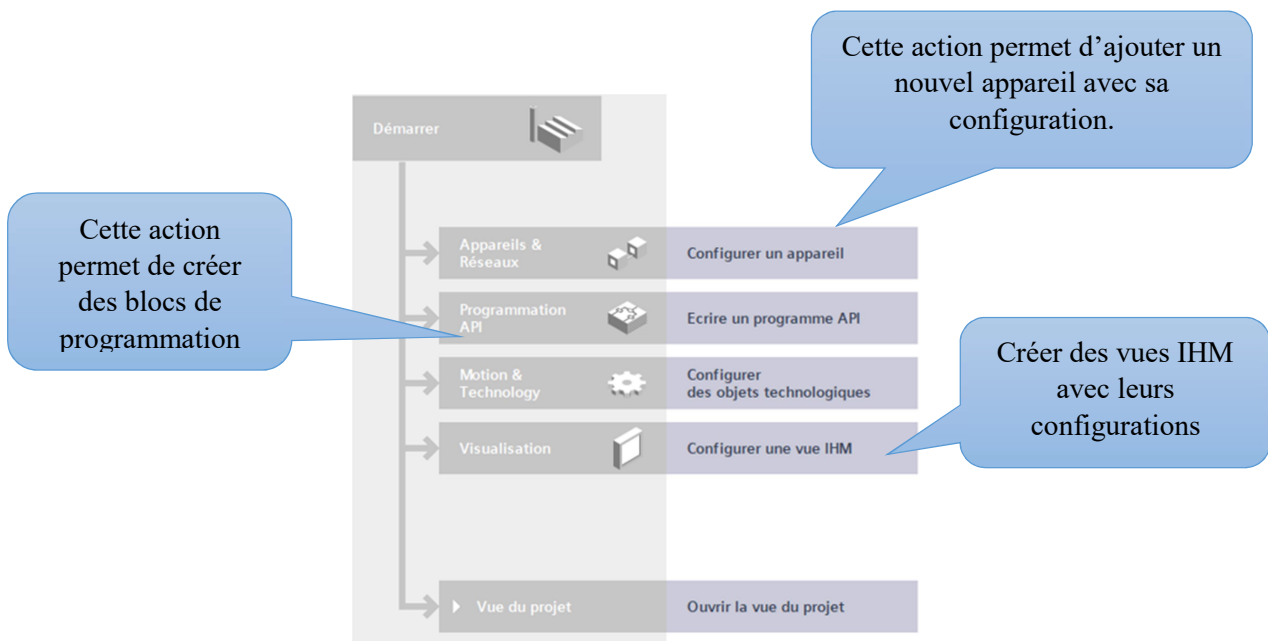 Cette action permet d’ajouter un
nouvel appareil avec sa
configuration.
Démarrer
Cette action
permet de créer
des blocs de
programmation
Appareils &
Réseaux
Configurer un appareil
Programmation
API
Ecrire un programme API
Motion &
Technology
Configurer
des objets technologiques
Visualisation
Configurer une vue IHM
Créer des vues IHM
avec leurs
configurations
Vue du projet
Ouvrir la vue du projet